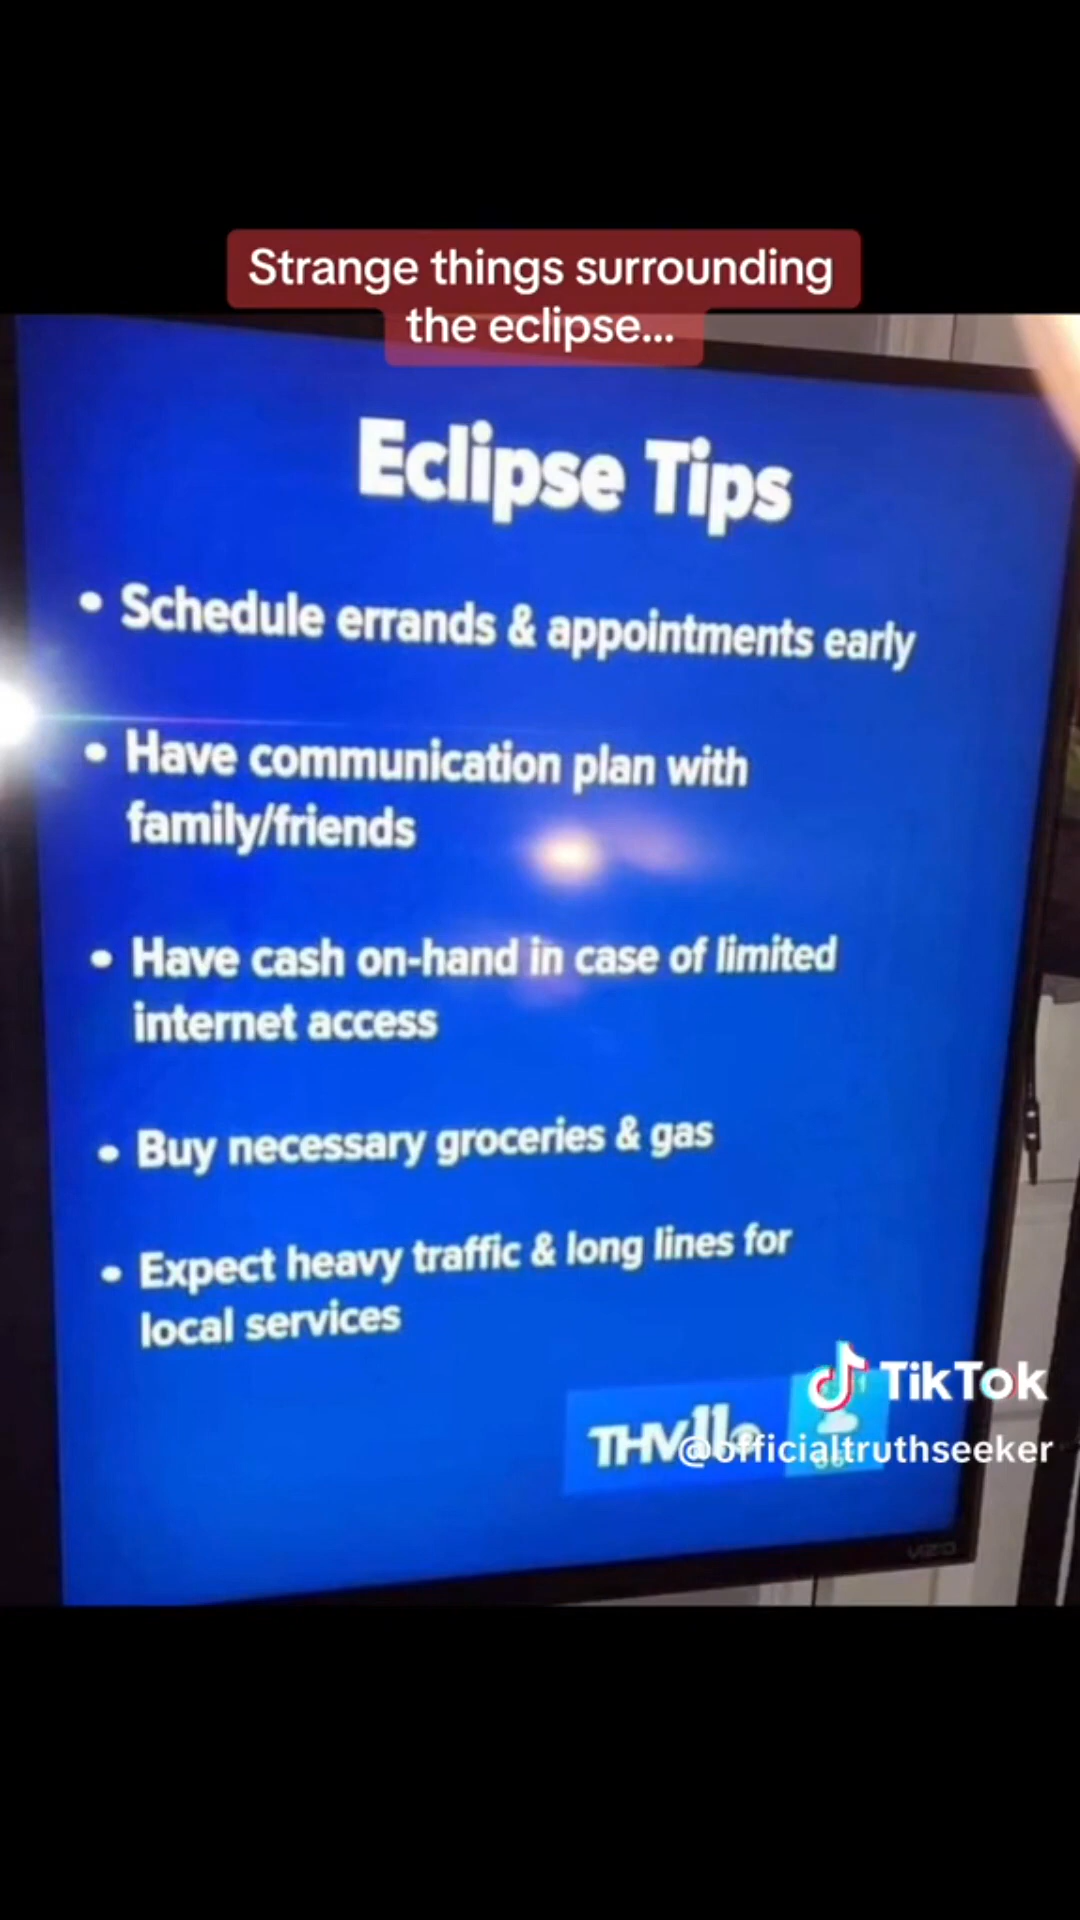 Strange things surrounding
the eclipse...
Eclipse Tips
• Schedule errands & appointments early
• Have communication plan with
family/friends
• Have cash on-hand in case of limited
internet access
• Buy necessary groceries & gas
• Expect heavy traffic & long lines for
local services
TikTok
THV11
@officialtruthseeker
VIZIO